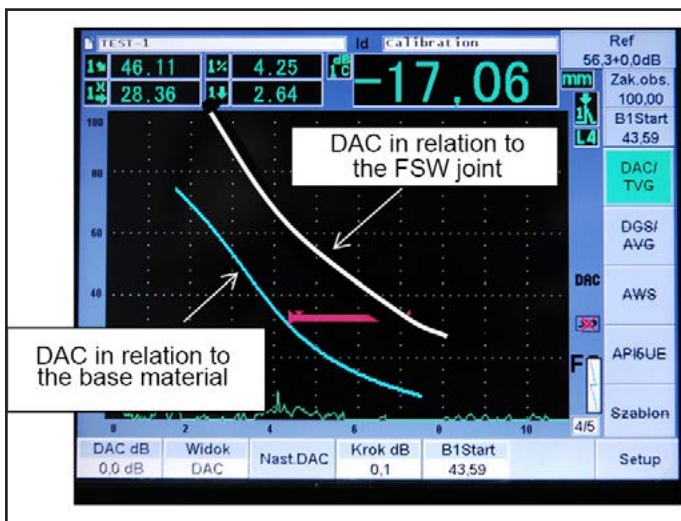 TEST-1 Id Calibration
Ref
56,3+0,0dB
46.11 1% 4.25 dB -17,06
28.36 2.64
mm
Zak.obs.
100,00
B1Start
43,59
L4
DAC in relation to
the FSW joint
DAC in relation to
the base material
100
80
60
40
0 2 4 6 8 10
DAC/
TVG
DGS/
AVG
AWS
API5UE
Szablon
DAC
F
4/5
DAC dB
0,0 dB
Widok
DAC
Nast.DAC
Krok dB
0,1
B1Start
43,59
Setup